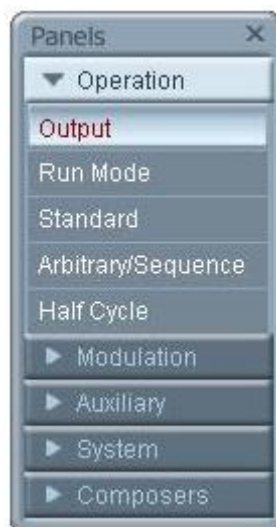 Panels
Operation
Output
Run Mode
Standard
Arbitrary/Sequence
Half Cycle
Modulation
Auxiliary
System
Composers